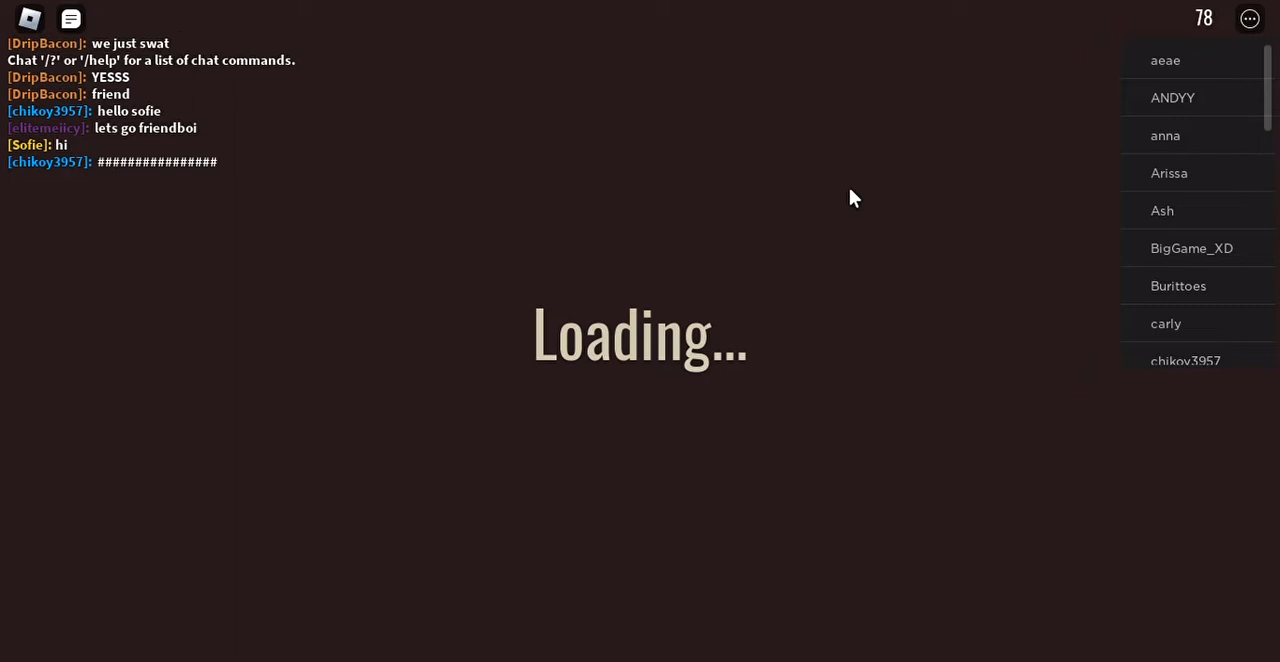 78
[DripBacon]: we just swat
Chat '/?' or '/help' for a list of chat commands.
[DripBacon]: YESSS
[DripBacon]: friend
[chikoy3957]: hello sofie
[elitemeiicy]: lets go friendboi
[Sofie]: hi
[chikoy3957]: ################
aeae
ANDYY
anna
Arissa
Ash
BigGame_XD
Burittoes
carly
chikoy3957
Loading...